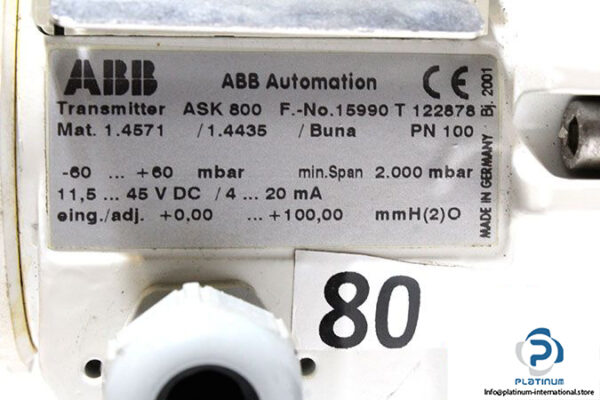 ABB ABB Automation CE
Transmitter ASK 800 F.-No.15990 T 122878
Mat. 1.4571 / 1.4435 / Buna PN 100
-60 ... +60 mbar min.Span 2.000 mbar
11,5 ... 45 V DC / 4 ... 20 mA
eing./adj. +0,00 ... +100,00 mmH(2)O
MADE IN GERMANY Bj. 2001
80
PLATINUM
Info@platinum-international.store